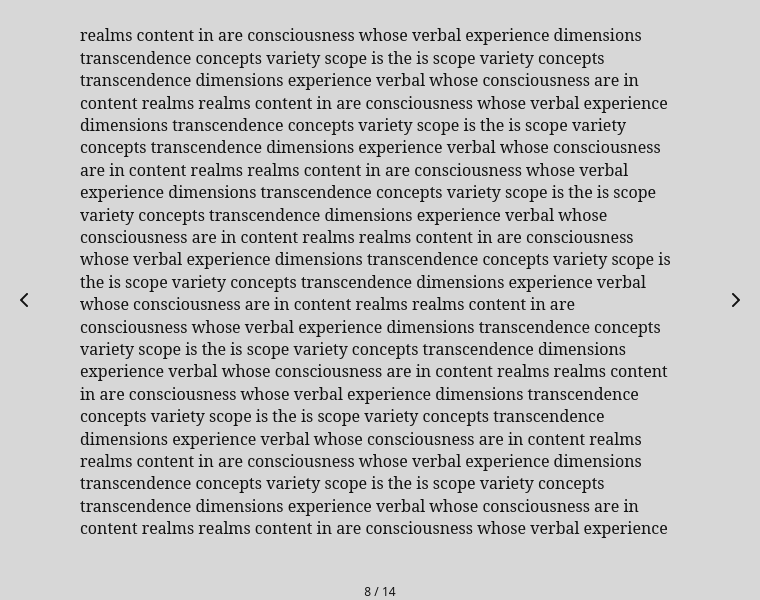 realms content in are consciousness whose verbal experience dimensions
transcendence concepts variety scope is the is scope variety concepts
transcendence dimensions experience verbal whose consciousness are in
content realms realms content in are consciousness whose verbal experience
dimensions transcendence concepts variety scope is the is scope variety
concepts transcendence dimensions experience verbal whose consciousness
are in content realms realms content in are consciousness whose verbal
experience dimensions transcendence concepts variety scope is the is scope
variety concepts transcendence dimensions experience verbal whose
consciousness are in content realms realms content in are consciousness
whose verbal experience dimensions transcendence concepts variety scope is
the is scope variety concepts transcendence dimensions experience verbal
whose consciousness are in content realms realms content in are
consciousness whose verbal experience dimensions transcendence concepts
variety scope is the is scope variety concepts transcendence dimensions
experience verbal whose consciousness are in content realms realms content
in are consciousness whose verbal experience dimensions transcendence
concepts variety scope is the is scope variety concepts transcendence
dimensions experience verbal whose consciousness are in content realms
realms content in are consciousness whose verbal experience dimensions
transcendence concepts variety scope is the is scope variety concepts
transcendence dimensions experience verbal whose consciousness are in
content realms realms content in are consciousness whose verbal experience
8 / 14